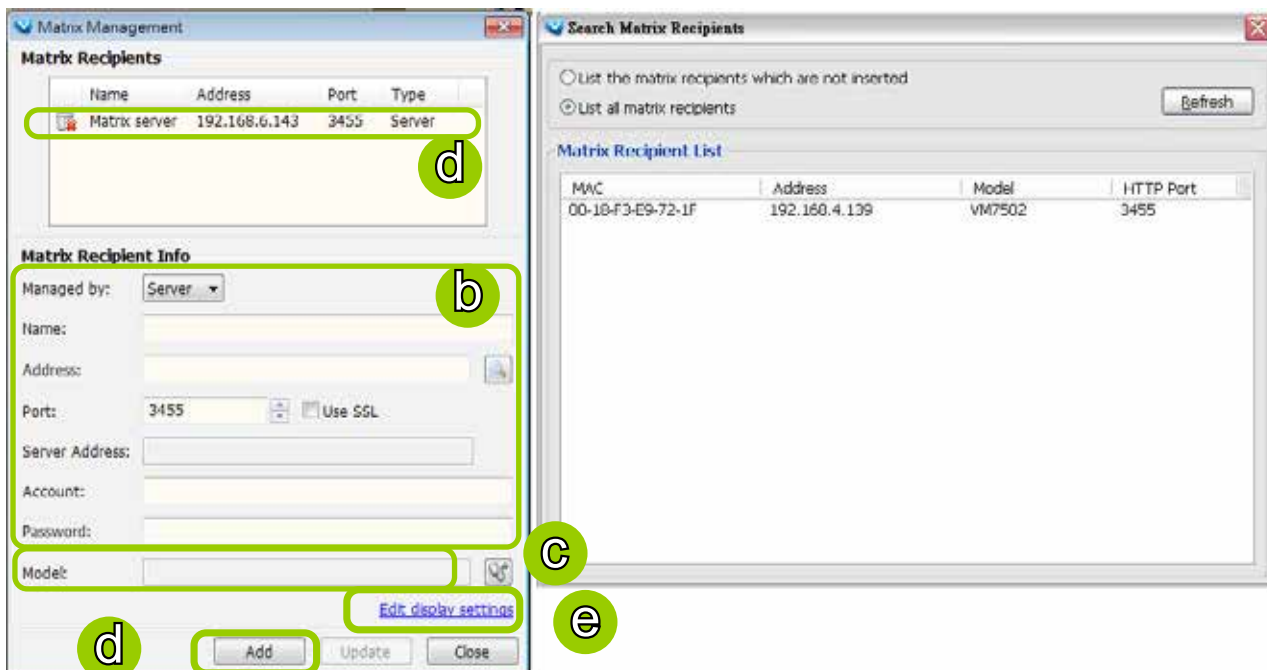 Matrix Management
Matrix Recipients
Name Address Port Type
Matrix server 192.168.6.143 3455 Server
d
Matrix Recipient Info
b
Managed by: Server
Name:
Address:
Port: 3455 Use SSL
Server Address:
Account:
Password:
c
Model:
Edit display settings
e
d
Add Update Close
Search Matrix Recipients
List the matrix recipients which are not inserted
List all matrix recipients
Refresh
Matrix Recipient List
MAC Address Model HTTP Port
00-18-F3-E9-72-1F 192.168.4.139 VM7502 3455